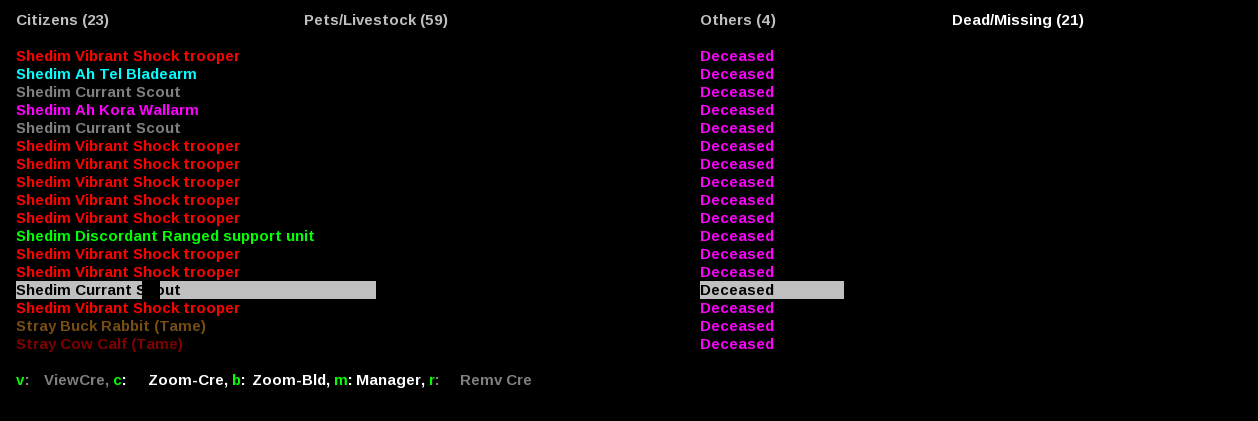 Citizens (23) Pets/Livestock (59) Others (4) Dead/Missing (21)
Shedim Vibrant Shock trooper Deceased
Shedim Ah Tel Bladearm Deceased
Shedim Currant Scout Deceased
Shedim Ah Kora Wallarm Deceased
Shedim Currant Scout Deceased
Shedim Vibrant Shock trooper Deceased
Shedim Vibrant Shock trooper Deceased
Shedim Vibrant Shock trooper Deceased
Shedim Vibrant Shock trooper Deceased
Shedim Vibrant Shock trooper Deceased
Shedim Discordant Ranged support unit Deceased
Shedim Vibrant Shock trooper Deceased
Shedim Vibrant Shock trooper Deceased
Shedim Currant Scout Deceased
Shedim Vibrant Shock trooper Deceased
Stray Buck Rabbit (Tame) Deceased
Stray Cow Calf (Tame) Deceased
v: ViewCre, c: Zoom-Cre, b: Zoom-Bld, m: Manager, r: Remv Cre